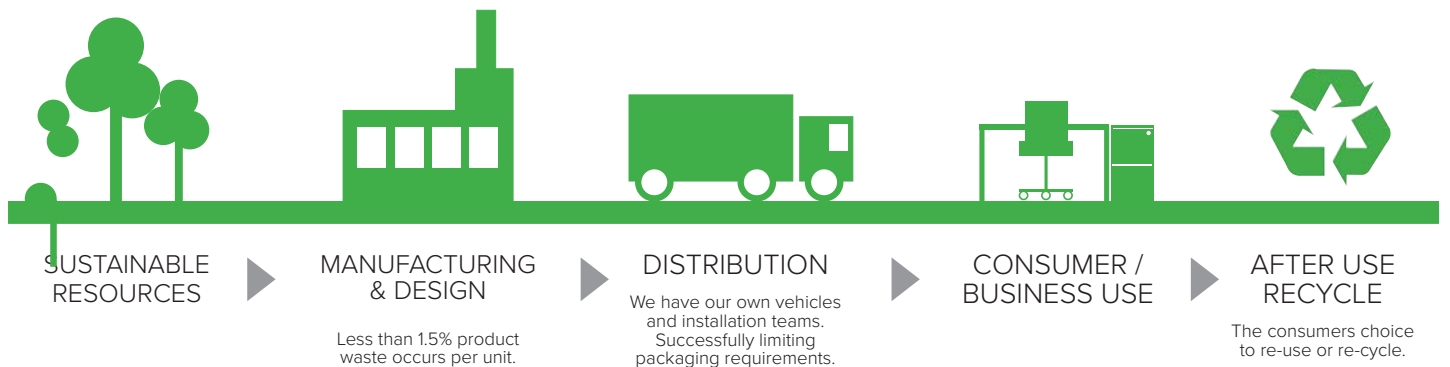 SUSTAINABLE
RESOURCES
MANUFACTURING
& DESIGN
Less than 1.5% product
waste occurs per unit.
DISTRIBUTION
We have our own vehicles
and installation teams.
Successfully limiting
packaging requirements.
CONSUMER /
BUSINESS USE
AFTER USE
RECYCLE
The consumers choice
to re-use or re-cycle.